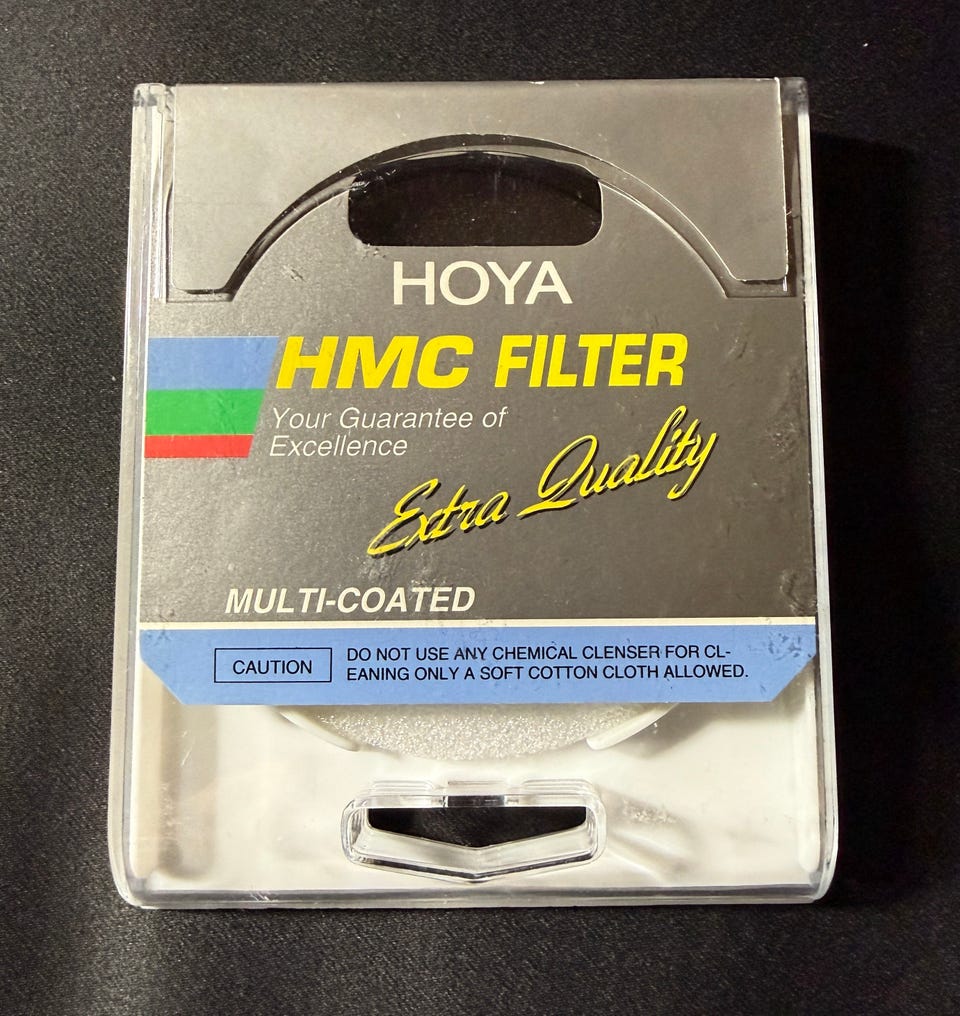 HOYA
HMC FILTER
Your Guarantee of
Excellence
Extra Quality
MULTI-COATED
CAUTION
DO NOT USE ANY CHEMICAL CLENSER FOR CL-
EANING ONLY A SOFT COTTON CLOTH ALLOWED.